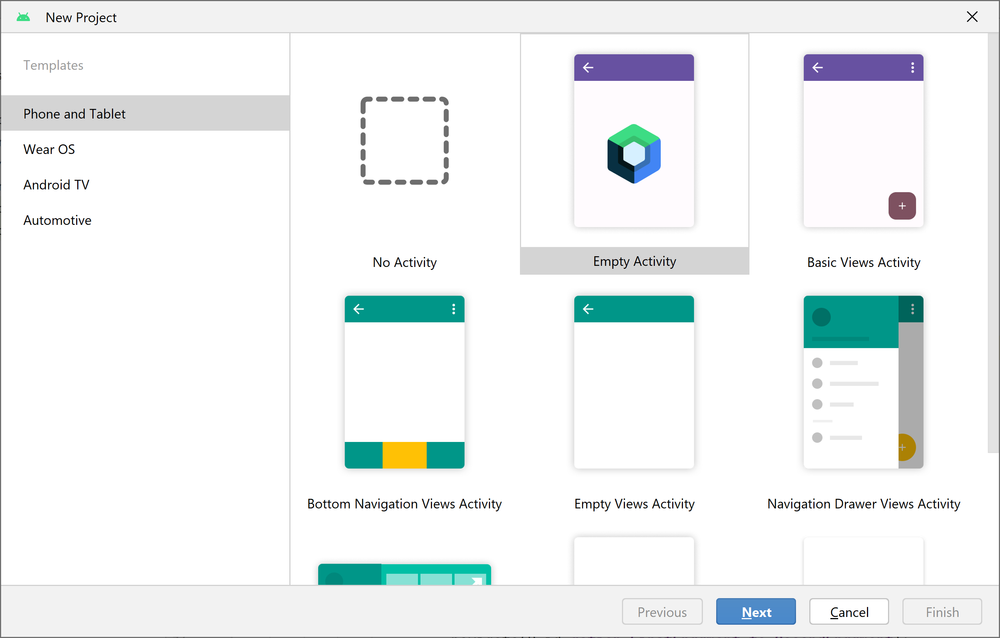 New Project
Templates
Phone and Tablet
Wear OS
Android TV
Automotive
No Activity
Empty Activity
Basic Views Activity
Bottom Navigation Views Activity
Empty Views Activity
Navigation Drawer Views Activity
Previous
Next
Cancel
Finish